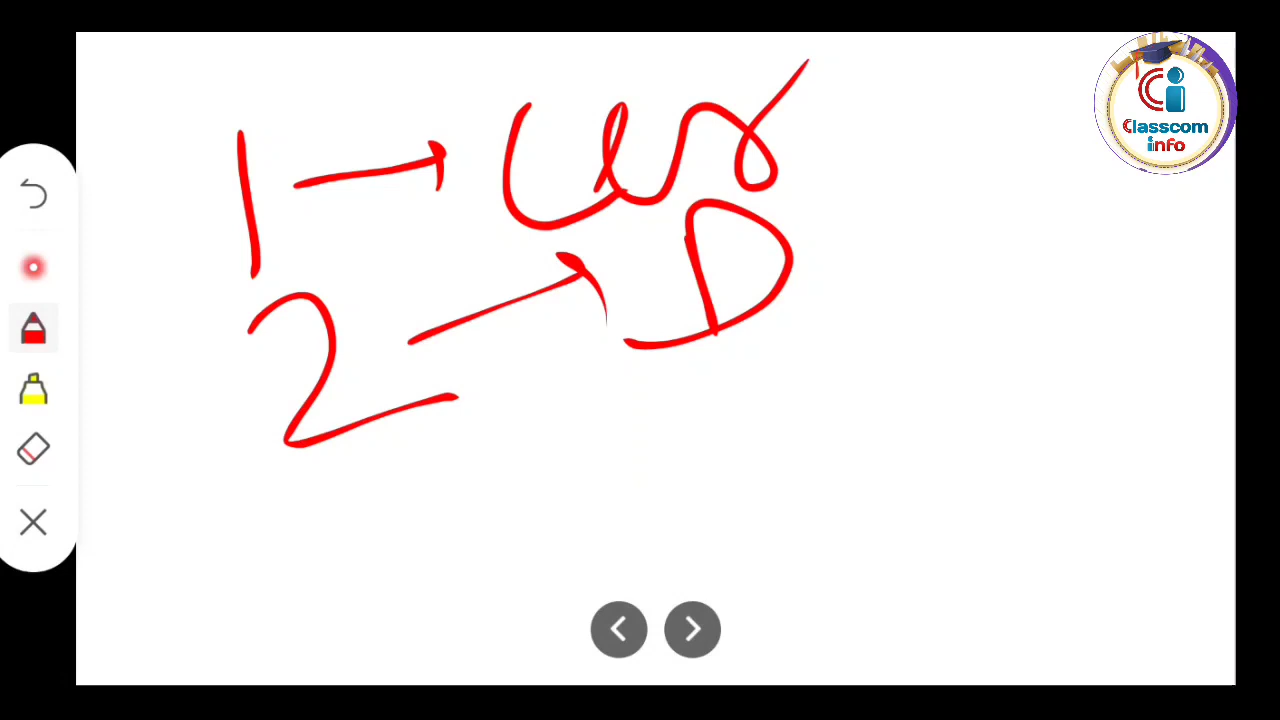 Classcom
info
1 →
2 → D